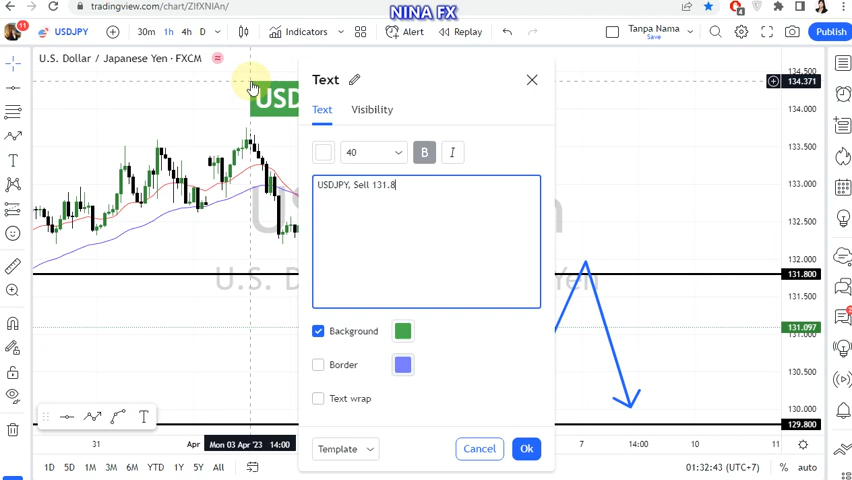 NINA FX
tradingview.com/chart/ZIfXNIAn/
11
USDJPY
30m
1h
4h
D
Indicators
Alert
Replay
Tanpa Nama
Save
Publish
U.S. Dollar / Japanese Yen · FXCM
USD
Text
Text
Visibility
40
B
I
USDJPY, Sell 131.8
Background
Border
Text wrap
Template
Cancel
Ok
U.S. D
Yen
134.500
134.371
134.000
133.500
133.000
132.500
132.000
131.800
131.500
131.097
130.500
130.000
129.800
31
Apr
Mon 03 Apr '23 14:00
7
14:00
10
11
1D
5D
1M
3M
6M
YTD
1Y
5Y
All
01:32:43 (UTC+7)
%
auto